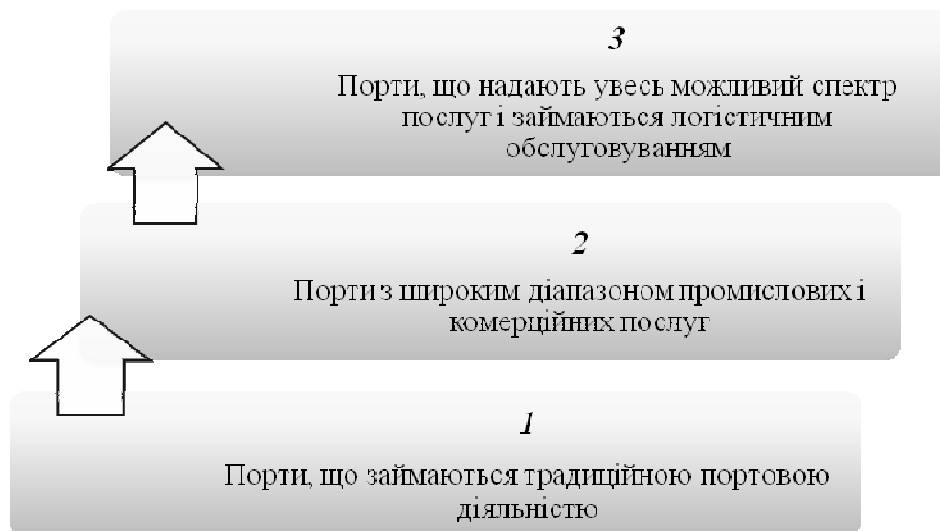 3
Порти, що надають увесь можливий спектр
послуг і займаються логістичним
обслуговуванням
2
Порти з широким діапазоном промислових і
комерційних послуг
1
Порти, що займаються традиційною портовою
діяльністю